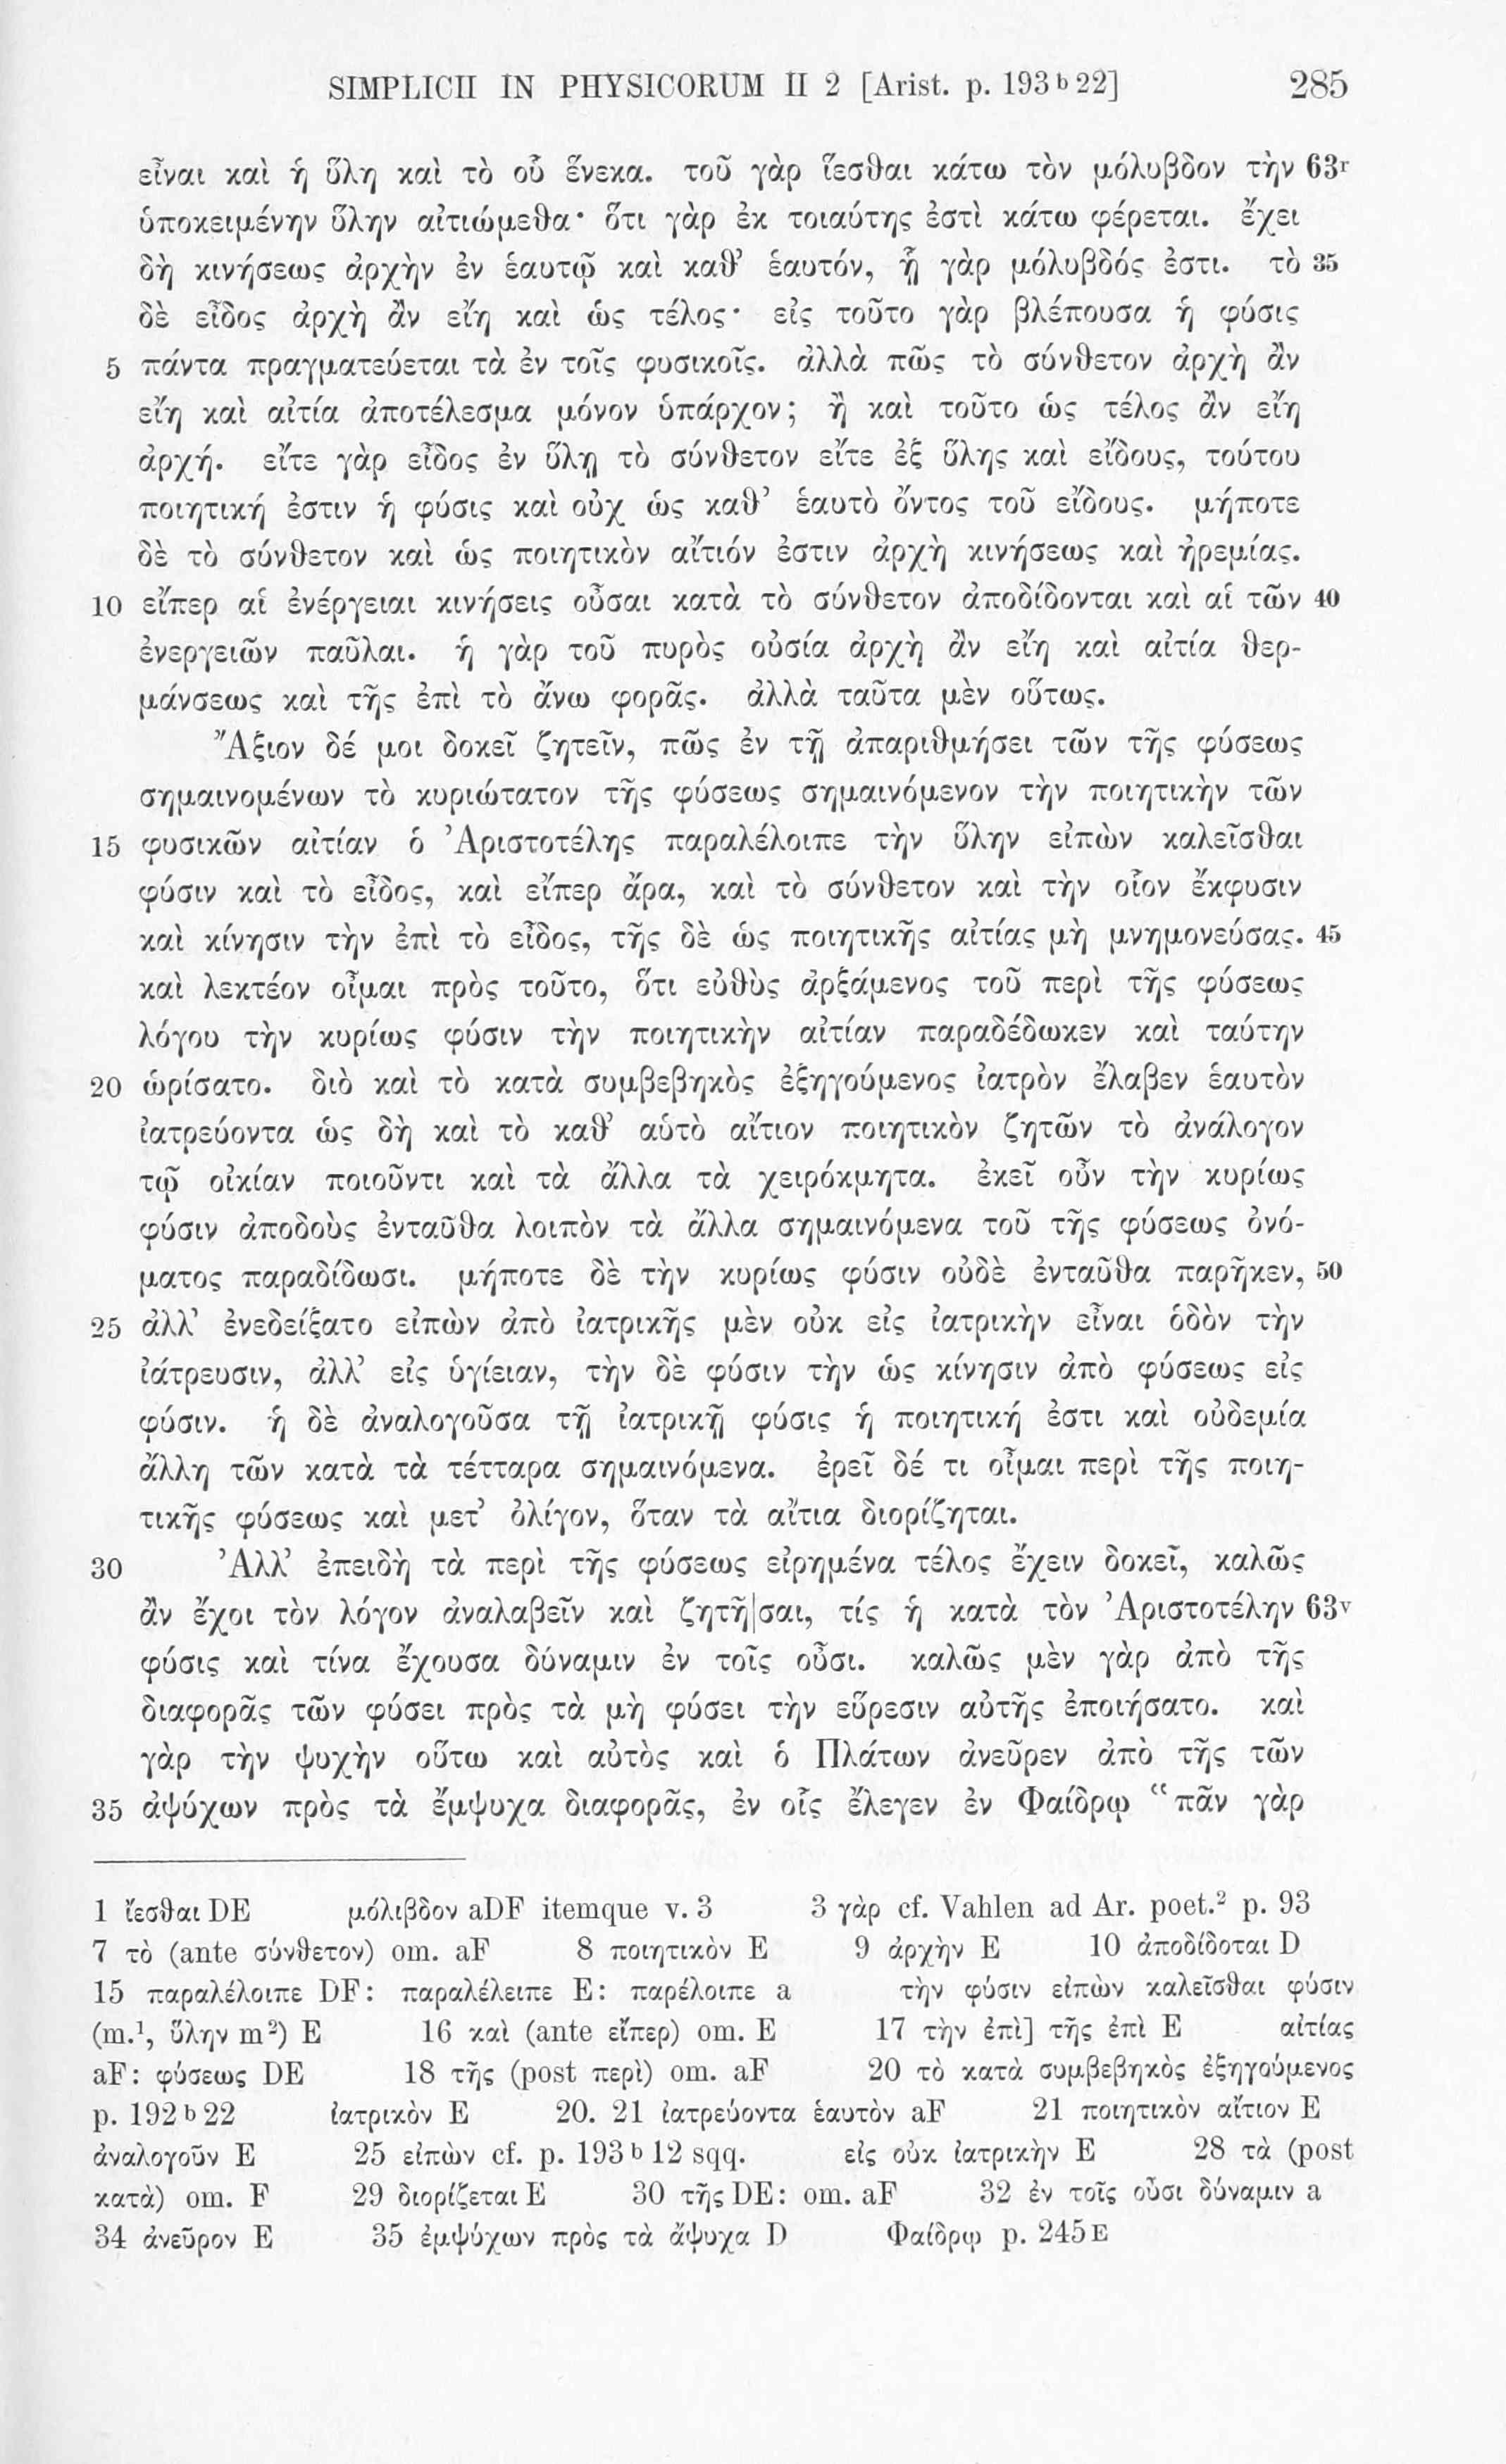 SIMPLICII IN PHYSICORUM II 2 [Arist. p. 193 b 22] 285
εἶναι καὶ ἡ ὕλη καὶ τὸ οὗ ἕνεκα. τοῦ γὰρ ἵεσθαι κάτω τὸν μόλυβδον τὴν 63r
ὑποκειμένην ὕλην αἰτιώμεθα· ὅτι γὰρ ἐκ τοιαύτης ἐστὶ κάτω φέρεται. ἔχει
δὴ κινήσεως ἀρχὴν ἐν ἑαυτῷ καὶ καθ’ ἑαυτόν, ᾗ γὰρ μόλυβδός ἐστι. τὸ 35
δὲ εἶδος ἀρχὴ ἂν εἴη καὶ ὡς τέλος· εἰς τοῦτο γὰρ βλέπουσα ἡ φύσις
5 πάντα πραγματεύεται τὰ ἐν τοῖς φυσικοῖς. ἀλλὰ πῶς τὸ σύνθετον ἀρχὴ ἂν
εἴη καὶ αἰτία ἀποτέλεσμα μόνον ὑπάρχον; ἢ καὶ τοῦτο ὡς τέλος ἂν εἴη
ἀρχή. εἴτε γὰρ εἶδος ἐν ὕλῃ τὸ σύνθετον εἴτε ἐξ ὕλης καὶ εἴδους, τούτου
ποιητική ἐστιν ἡ φύσις καὶ οὐχ ὡς καθ’ ἑαυτὸ ὄντος τοῦ εἴδους. μήποτε
δὲ τὸ σύνθετον καὶ ὡς ποιητικὸν αἴτιόν ἐστιν ἀρχὴ κινήσεως καὶ ἠρεμίας.
10 εἴπερ αἱ ἐνέργειαι κινήσεις οὖσαι κατὰ τὸ σύνθετον ἀποδίδονται καὶ αἱ τῶν 40
ἐνεργειῶν παῦλαι. ἡ γὰρ τοῦ πυρὸς οὐσία ἀρχὴ ἂν εἴη καὶ αἰτία θερ-
μάνσεως καὶ τῆς ἐπὶ τὸ ἄνω φορᾶς. ἀλλὰ ταῦτα μὲν οὕτως.
Ἄξιον δέ μοι δοκεῖ ζητεῖν, πῶς ἐν τῇ ἀπαριθμήσει τῶν τῆς φύσεως
σημαινομένων τὸ κυριώτατον τῆς φύσεως σημαινόμενον τὴν ποιητικὴν τῶν
15 φυσικῶν αἰτίαν ὁ Ἀριστοτέλης παραλέλοιπε τὴν ὕλην εἰπὼν καλεῖσθαι
φύσιν καὶ τὸ εἶδος, καὶ εἴπερ ἄρα, καὶ τὸ σύνθετον καὶ τὴν οἷον ἔκφυσιν
καὶ κίνησιν τὴν ἐπὶ τὸ εἶδος, τῆς δὲ ὡς ποιητικῆς αἰτίας μὴ μνημονεύσας. 45
καὶ λεκτέον οἶμαι πρὸς τοῦτο, ὅτι εὐθὺς ἀρξάμενος τοῦ περὶ τῆς φύσεως
λόγου τὴν κυρίως φύσιν τὴν ποιητικὴν αἰτίαν παραδέδωκεν καὶ ταύτην
20 ὡρίσατο. διὸ καὶ τὸ κατὰ συμβεβηκὸς ἐξηγούμενος ἰατρὸν ἔλαβεν ἑαυτὸν
ἰατρεύοντα ὡς δὴ καὶ τὸ καθ’ αὑτὸ αἴτιον ποιητικὸν ζητῶν τὸ ἀνάλογον
τῷ οἰκίαν ποιοῦντι καὶ τὰ ἄλλα τὰ χειρόκμητα. ἐκεῖ οὖν τὴν κυρίως
φύσιν ἀποδοὺς ἐνταῦθα λοιπὸν τὰ ἄλλα σημαινόμενα τοῦ τῆς φύσεως ὀνό-
ματος παραδίδωσι. μήποτε δὲ τὴν κυρίως φύσιν οὐδὲ ἐνταῦθα παρῆκεν, 50
25 ἀλλ’ ἐνεδείξατο εἰπὼν ἀπὸ ἰατρικῆς μὲν οὐκ εἰς ἰατρικὴν εἶναι ὁδὸν τὴν
ἰάτρευσιν, ἀλλ’ εἰς ὑγίειαν, τὴν δὲ φύσιν τὴν ὡς κίνησιν ἀπὸ φύσεως εἰς
φύσιν. ἡ δὲ ἀναλογοῦσα τῇ ἰατρικῇ φύσις ἡ ποιητική ἐστι καὶ οὐδεμία
ἄλλη τῶν κατὰ τὰ τέτταρα σημαινόμενα. ἐρεῖ δέ τι οἶμαι περὶ τῆς ποιη-
τικῆς φύσεως καὶ μετ’ ὀλίγον, ὅταν τὰ αἴτια διορίζηται.
30 Ἀλλ’ ἐπειδὴ τὰ περὶ τῆς φύσεως εἰρημένα τέλος ἔχειν δοκεῖ, καλῶς
ἂν ἔχοι τὸν λόγον ἀναλαβεῖν καὶ ζητῆ|σαι, τίς ἡ κατὰ τὸν Ἀριστοτέλην 63v
φύσις καὶ τίνα ἔχουσα δύναμιν ἐν τοῖς οὖσι. καλῶς μὲν γὰρ ἀπὸ τῆς
διαφορᾶς τῶν φύσει πρὸς τὰ μὴ φύσει τὴν εὕρεσιν αὐτῆς ἐποιήσατο. καὶ
γὰρ τὴν ψυχὴν οὕτω καὶ αὐτὸς καὶ ὁ Πλάτων ἀνεῦρεν ἀπὸ τῆς τῶν
35 ἀψύχων πρὸς τὰ ἔμψυχα διαφορᾶς, ἐν οἷς ἔλεγεν ἐν Φαίδρῳ “πᾶν γὰρ
1 ἴεσθαι DE μόλιβδον aDF itemque v. 3 3 γὰρ cf. Vahlen ad Ar. poet.² p. 93
7 τὸ (ante σύνθετον) om. aF 8 ποιητικὸν E 9 ἀρχὴν E 10 ἀποδίδοται D
15 παραλέλοιπε DF: παραλέλειπε E: παρέλοιπε a τὴν φύσιν εἰπὼν καλεῖσθαι φύσιν
(m.¹, ὕλην m²) E 16 καὶ (ante εἴπερ) om. E 17 τὴν ἐπὶ] τῆς ἐπὶ E αἰτίας
aF: φύσεως DE 18 τῆς (post περὶ) om. aF 20 τὸ κατὰ συμβεβηκὸς ἐξηγούμενος
p. 192 b 22 ἰατρικὸν E 20. 21 ἰατρεύοντα ἑαυτὸν aF 21 ποιητικὸν αἴτιον E
ἀναλογοῦν E 25 εἰπὼν cf. p. 193 b 12 sqq. εἰς οὐκ ἰατρικὴν E 28 τὰ (post
κατὰ) om. F 29 διορίζεται E 30 τῆς DE: om. aF 32 ἐν τοῖς οὖσι δύναμιν a
34 ἀνεῦρον E 35 ἐμψύχων πρὸς τὰ ἄψυχα D Φαίδρῳ p. 245 E